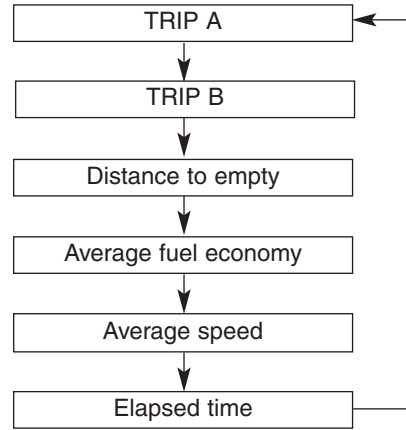 TRIP A
TRIP B
Distance to empty
Average fuel economy
Average speed
Elapsed time